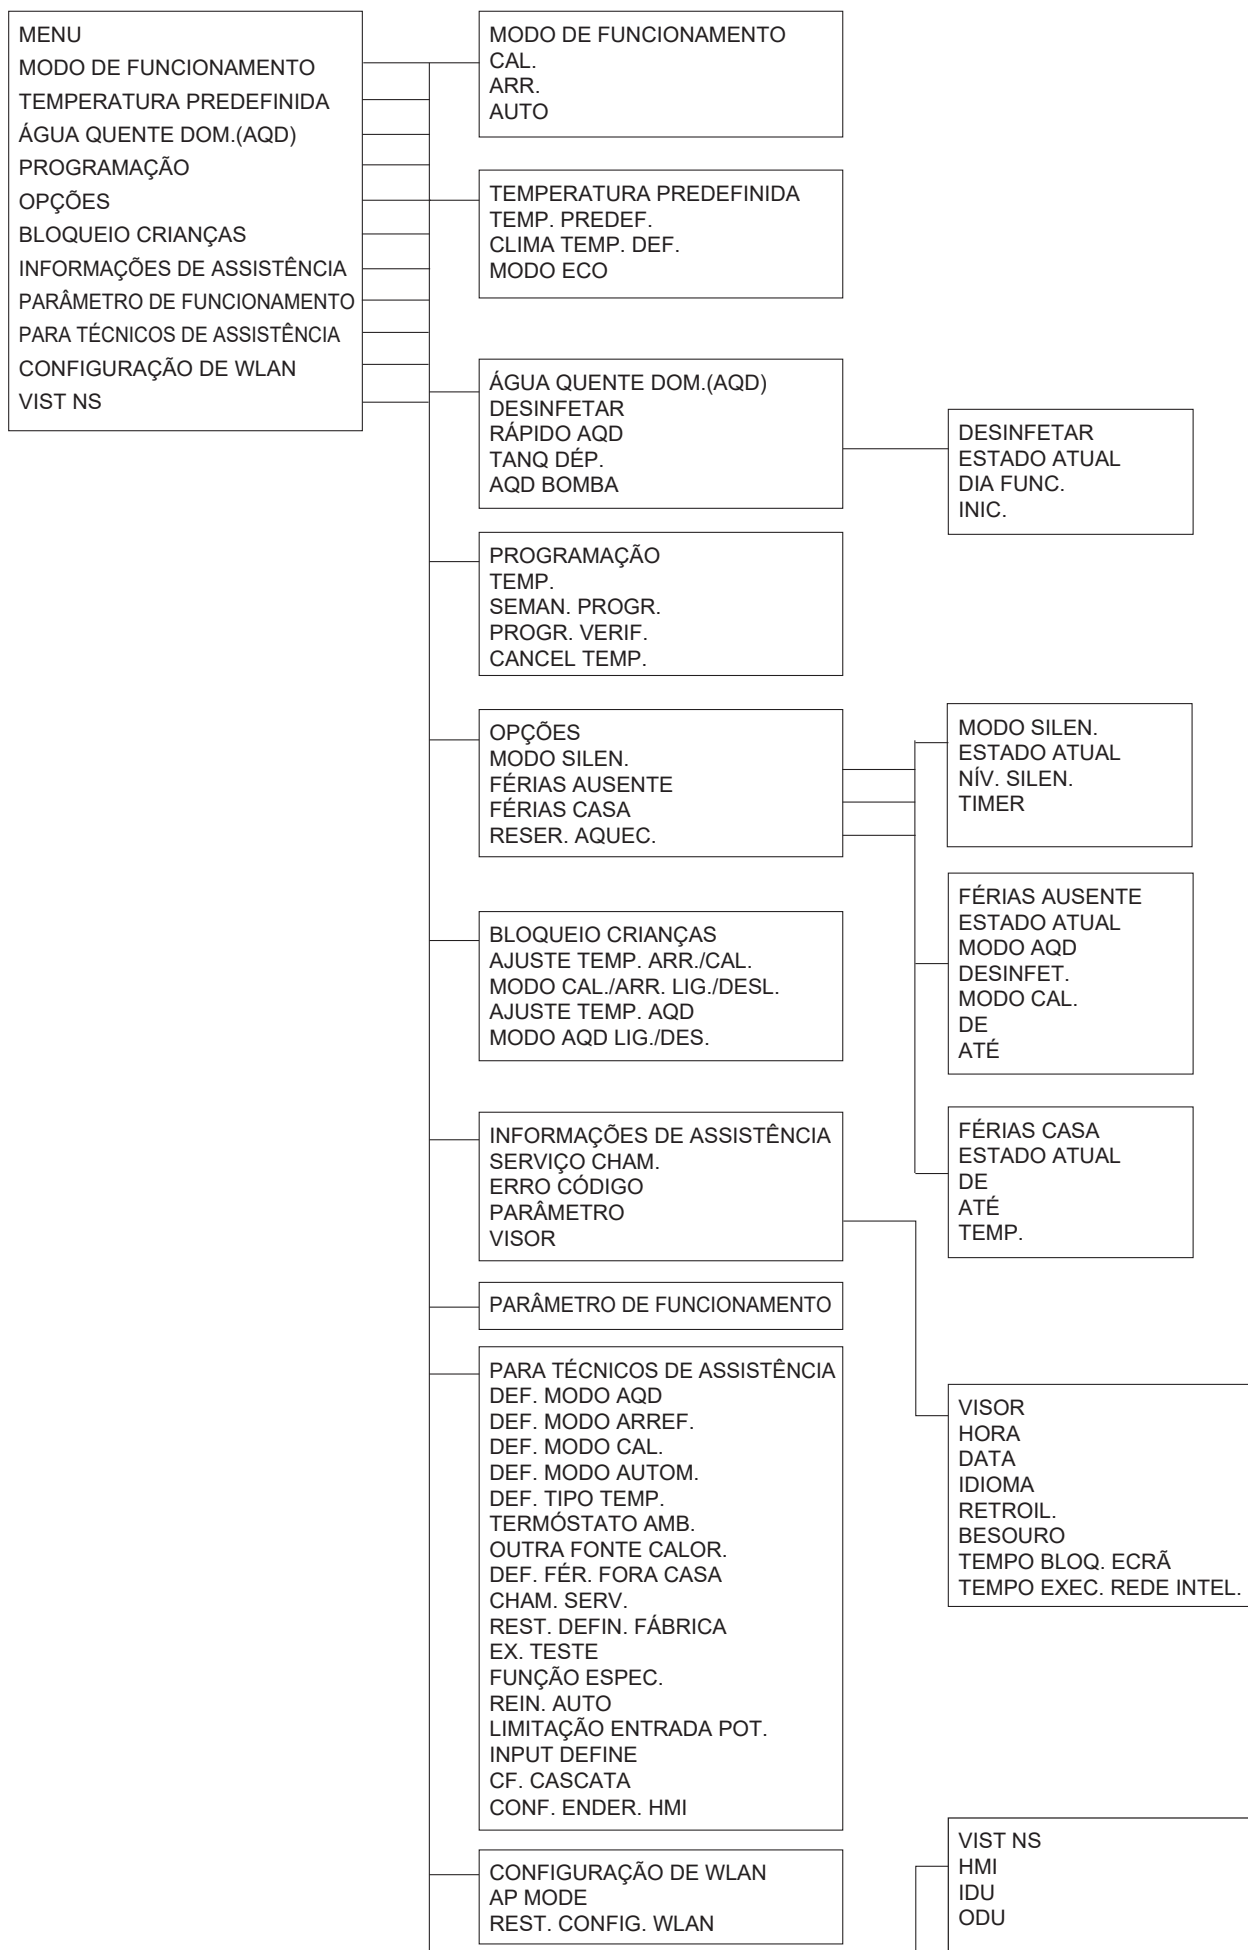 MENU
MODO DE FUNCIONAMENTO
TEMPERATURA PREDEFINIDA
ÁGUA QUENTE DOM.(AQD)
PROGRAMAÇÃO
OPÇÕES
BLOQUEIO CRIANÇAS
INFORMAÇÕES DE ASSISTÊNCIA
PARÂMETRO DE FUNCIONAMENTO
PARA TÉCNICOS DE ASSISTÊNCIA
CONFIGURAÇÃO DE WLAN
VIST NS
MODO DE FUNCIONAMENTO
CAL.
ARR.
AUTO
TEMPERATURA PREDEFINIDA
TEMP. PREDEF.
CLIMA TEMP. DEF.
MODO ECO
ÁGUA QUENTE DOM.(AQD)
DESINFETAR
RÁPIDO AQD
TANQ DÉP.
AQD BOMBA
DESINFETAR
ESTADO ATUAL
DIA FUNC.
INIC.
PROGRAMAÇÃO
TEMP.
SEMAN. PROGR.
PROGR. VERIF.
CANCEL TEMP.
OPÇÕES
MODO SILEN.
FÉRIAS AUSENTE
FÉRIAS CASA
RESER. AQUEC.
MODO SILEN.
ESTADO ATUAL
NÍV. SILEN.
TIMER
FÉRIAS AUSENTE
ESTADO ATUAL
MODO AQD
DESINFET.
MODO CAL.
DE
ATÉ
FÉRIAS CASA
ESTADO ATUAL
DE
ATÉ
TEMP.
BLOQUEIO CRIANÇAS
AJUSTE TEMP. ARR./CAL.
MODO CAL./ARR. LIG./DESL.
AJUSTE TEMP. AQD
MODO AQD LIG./DES.
INFORMAÇÕES DE ASSISTÊNCIA
SERVIÇO CHAM.
ERRO CÓDIGO
PARÂMETRO
VISOR
VISOR
HORA
DATA
IDIOMA
RETROIL.
BESOURO
TEMPO BLOQ. ECRÃ
TEMPO EXEC. REDE INTEL.
PARÂMETRO DE FUNCIONAMENTO
PARA TÉCNICOS DE ASSISTÊNCIA
DEF. MODO AQD
DEF. MODO ARREF.
DEF. MODO CAL.
DEF. MODO AUTOM.
DEF. TIPO TEMP.
TERMÓSTATO AMB.
OUTRA FONTE CALOR.
DEF. FÉR. FORA CASA
CHAM. SERV.
REST. DEFIN. FÁBRICA
EX. TESTE
FUNÇÃO ESPEC.
REIN. AUTO
LIMITAÇÃO ENTRADA POT.
INPUT DEFINE
CF. CASCATA
CONF. ENDER. HMI
CONFIGURAÇÃO DE WLAN
AP MODE
REST. CONFIG. WLAN
VIST NS
HMI
IDU
ODU